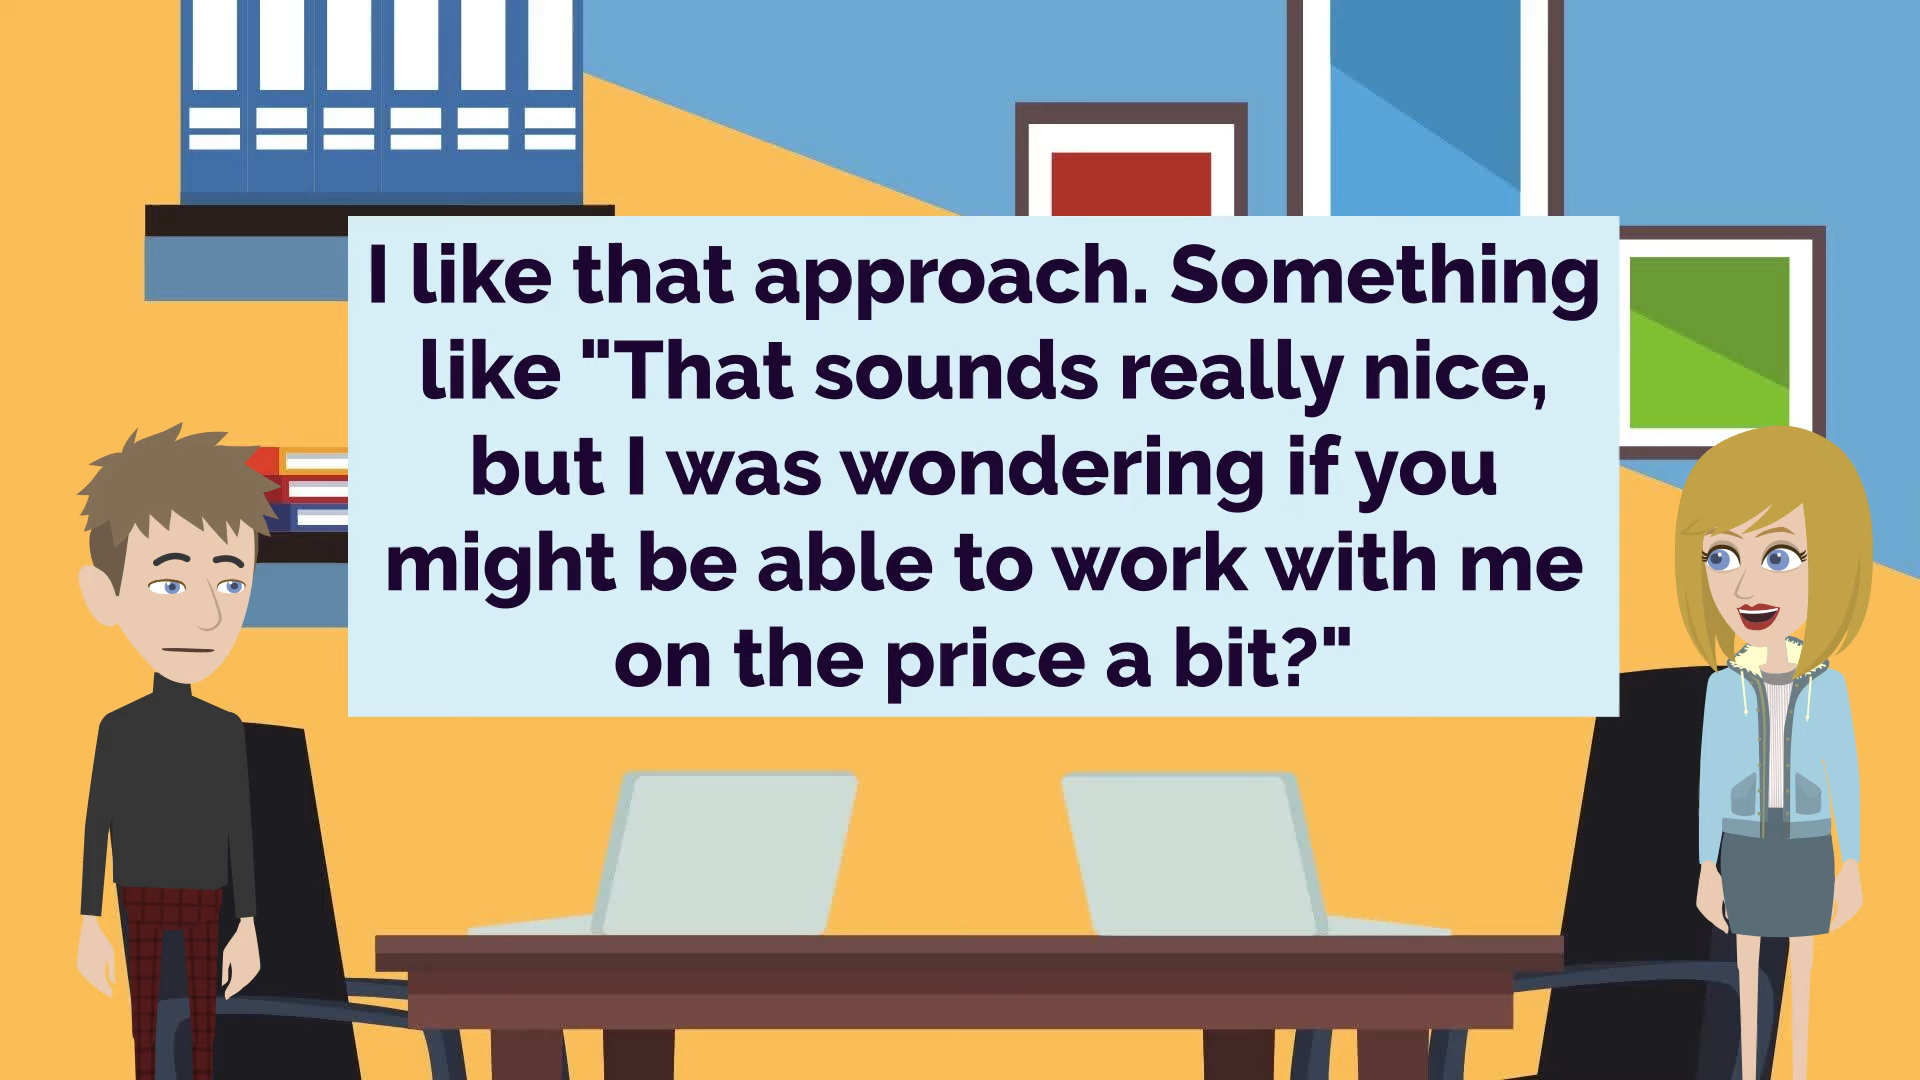 I like that approach. Something
like "That sounds really nice,
but I was wondering if you
might be able to work with me
on the price a bit?"